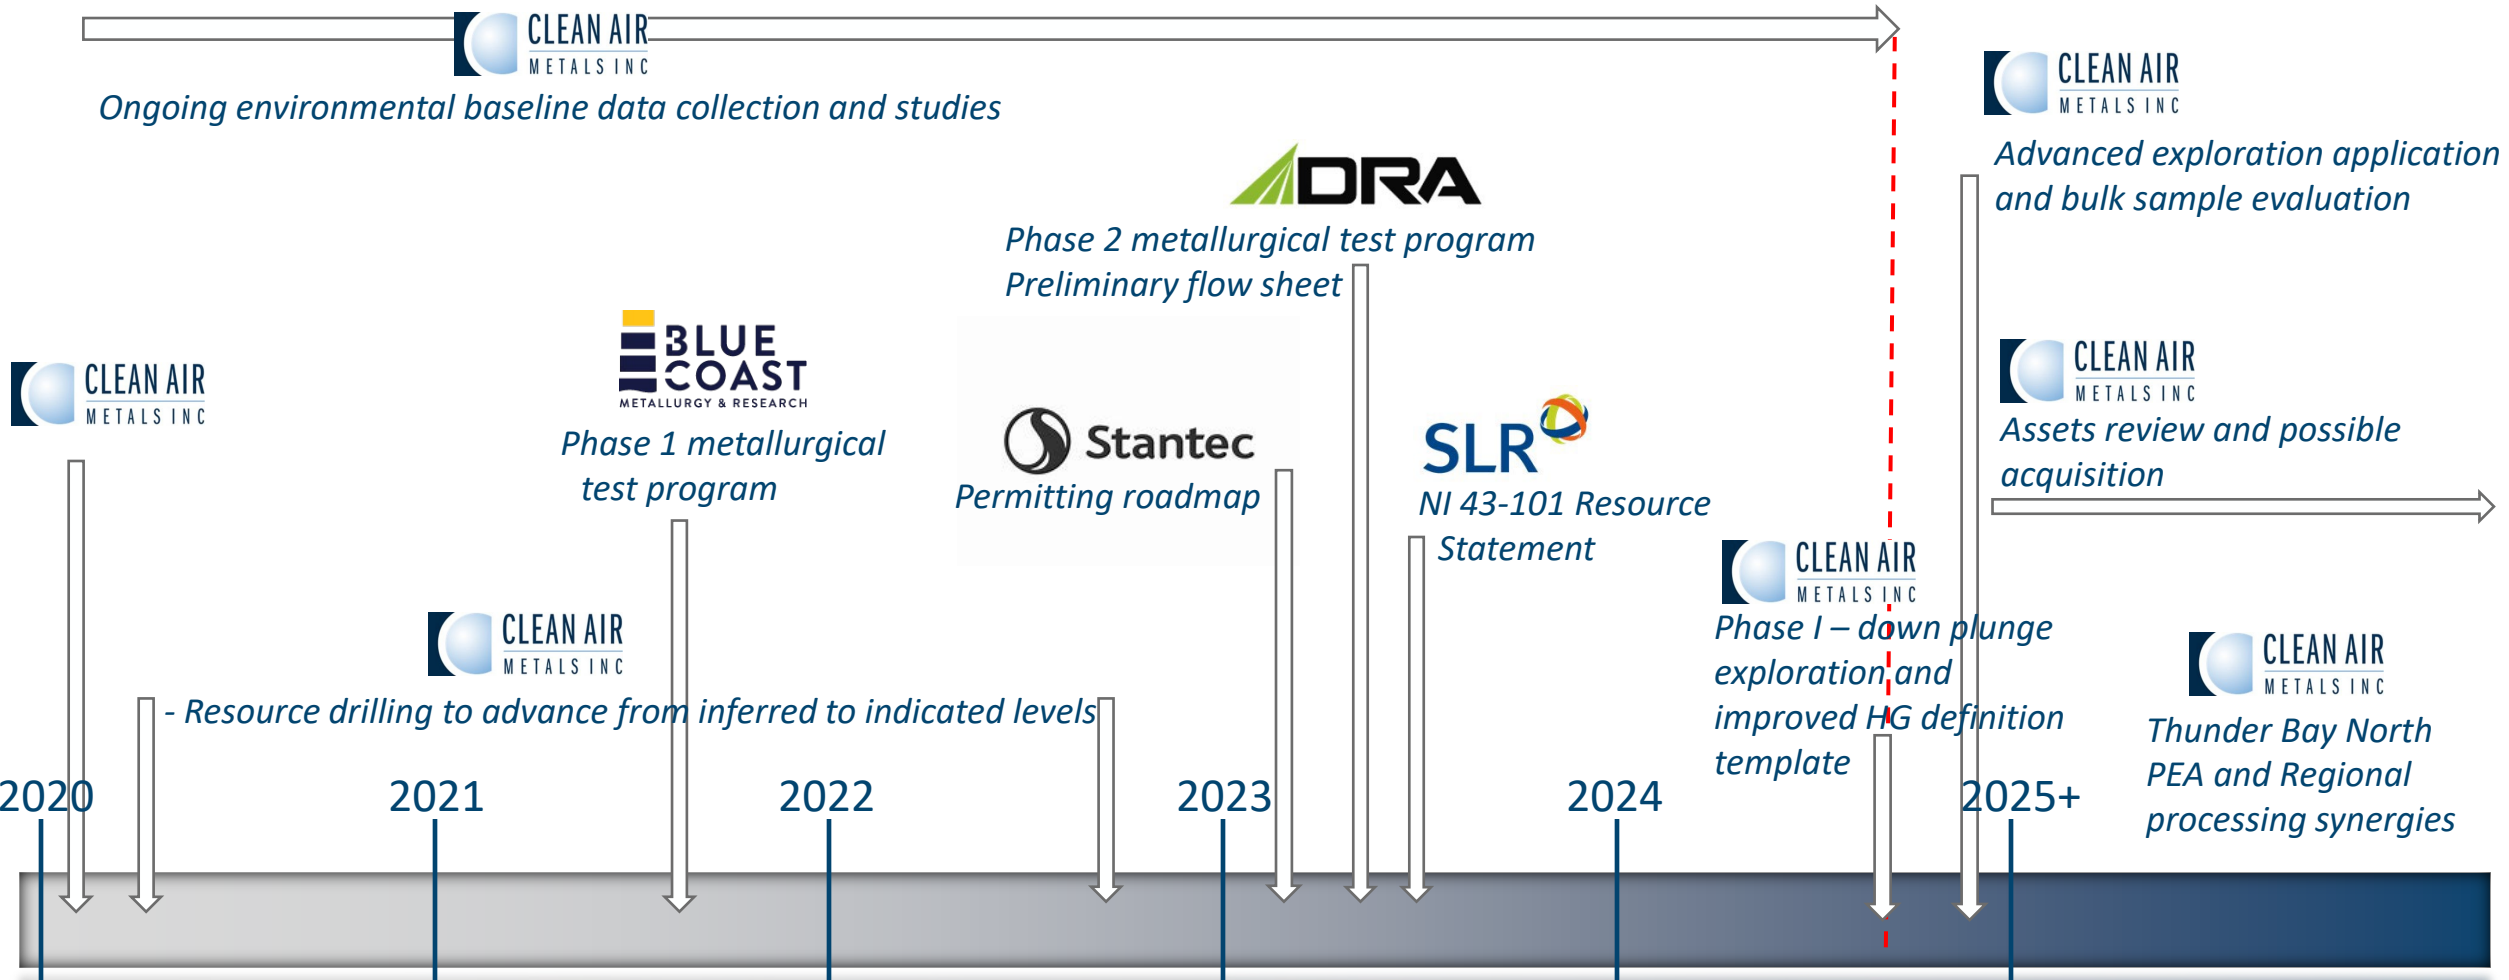 CLEAN AIR
METALS INC
Ongoing environmental baseline data collection and studies
CLEAN AIR
METALS INC
Advanced exploration application
and bulk sample evaluation
DRA
Phase 2 metallurgical test program
Preliminary flow sheet
CLEAN AIR
METALS INC
BLUE
COAST
METALLURGY & RESEARCH
Phase 1 metallurgical
test program
Stantec
Permitting roadmap
SLR
NI 43-101 Resource
Statement
CLEAN AIR
METALS INC
Assets review and possible
acquisition
CLEAN AIR
METALS INC
- Resource drilling to advance from inferred to indicated levels
CLEAN AIR
METALS INC
Phase I – down plunge
exploration and
improved HG definition
template
CLEAN AIR
METALS INC
Thunder Bay North
PEA and Regional
processing synergies
2020
2021
2022
2023
2024
2025+